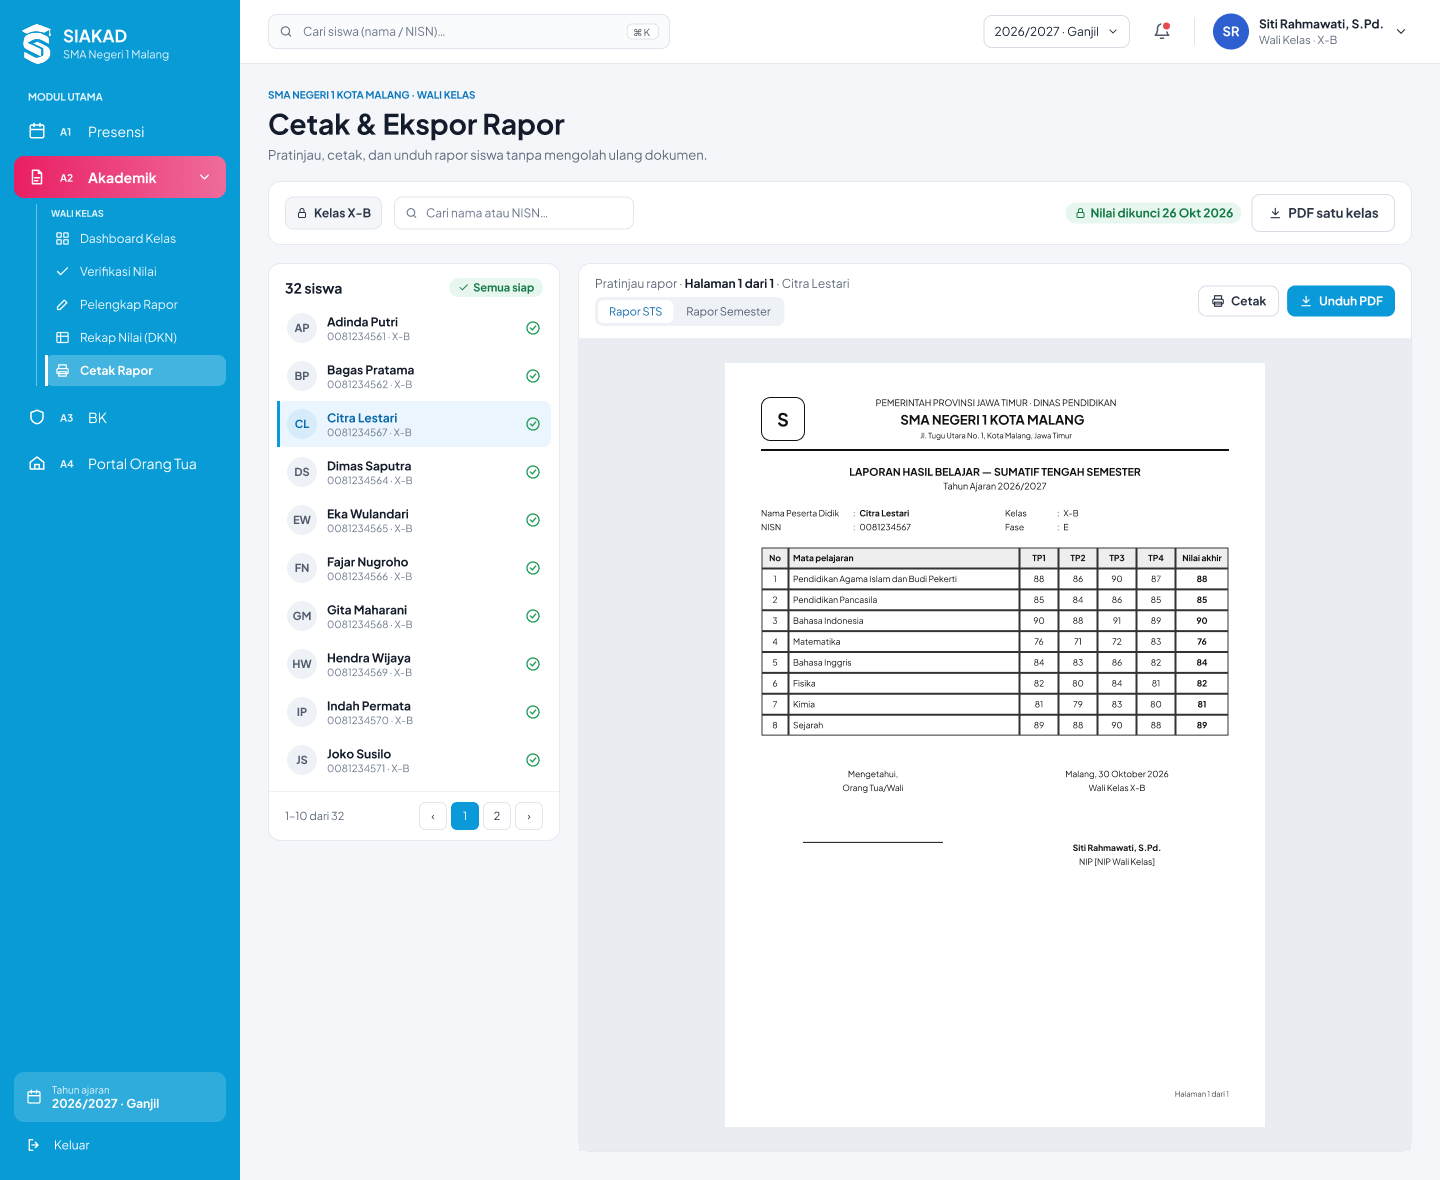 SIAKAD
SMA Negeri 1 Malang
MODUL UTAMA
A1 Presensi
A2 Akademik
WALI KELAS
Dashboard Kelas
Verifikasi Nilai
Pelengkap Rapor
Rekap Nilai (DKN)
Cetak Rapor
A3 BK
A4 Portal Orang Tua
Tahun ajaran
2026/2027 · Ganjil
Keluar
Cari siswa (nama / NISN)...
⌘K
2026/2027 · Ganjil
SR
Siti Rahmawati, S.Pd.
Wali Kelas · X-B
SMA NEGERI 1 KOTA MALANG · WALI KELAS
Cetak & Ekspor Rapor
Pratinjau, cetak, dan unduh rapor siswa tanpa mengolah ulang dokumen.
Kelas X-B
Cari nama atau NISN...
Nilai dikunci 26 Okt 2026
PDF satu kelas
32 siswa
Semua siap
AP
Adinda Putri
0081234561 · X-B
BP
Bagas Pratama
0081234562 · X-B
CL
Citra Lestari
0081234567 · X-B
DS
Dimas Saputra
0081234564 · X-B
EW
Eka Wulandari
0081234565 · X-B
FN
Fajar Nugroho
0081234566 · X-B
GM
Gita Maharani
0081234568 · X-B
HW
Hendra Wijaya
0081234569 · X-B
IP
Indah Permata
0081234570 · X-B
JS
Joko Susilo
0081234571 · X-B
1–10 dari 32
‹ 1 2 ›
Pratinjau rapor · Halaman 1 dari 1 · Citra Lestari
Rapor STS
Rapor Semester
Cetak
Unduh PDF
S
PEMERINTAH PROVINSI JAWA TIMUR · DINAS PENDIDIKAN
SMA NEGERI 1 KOTA MALANG
Jl. Tugu Utara No. 1, Kota Malang, Jawa Timur
LAPORAN HASIL BELAJAR — SUMATIF TENGAH SEMESTER
Tahun Ajaran 2026/2027
Nama Peserta Didik : Citra Lestari Kelas : X-B
NISN : 0081234567 Fase : E
No Mata pelajaran TP1 TP2 TP3 TP4 Nilai akhir
1 Pendidikan Agama Islam dan Budi Pekerti 88 86 90 87 88
2 Pendidikan Pancasila 85 84 86 85 85
3 Bahasa Indonesia 90 88 91 89 90
4 Matematika 76 71 72 83 76
5 Bahasa Inggris 84 83 86 82 84
6 Fisika 82 80 84 81 82
7 Kimia 81 79 83 80 81
8 Sejarah 89 88 90 88 89
Mengetahui,
Orang Tua/Wali
Malang, 30 Oktober 2026
Wali Kelas X-B
Siti Rahmawati, S.Pd.
NIP [NIP Wali Kelas]
Halaman 1 dari 1